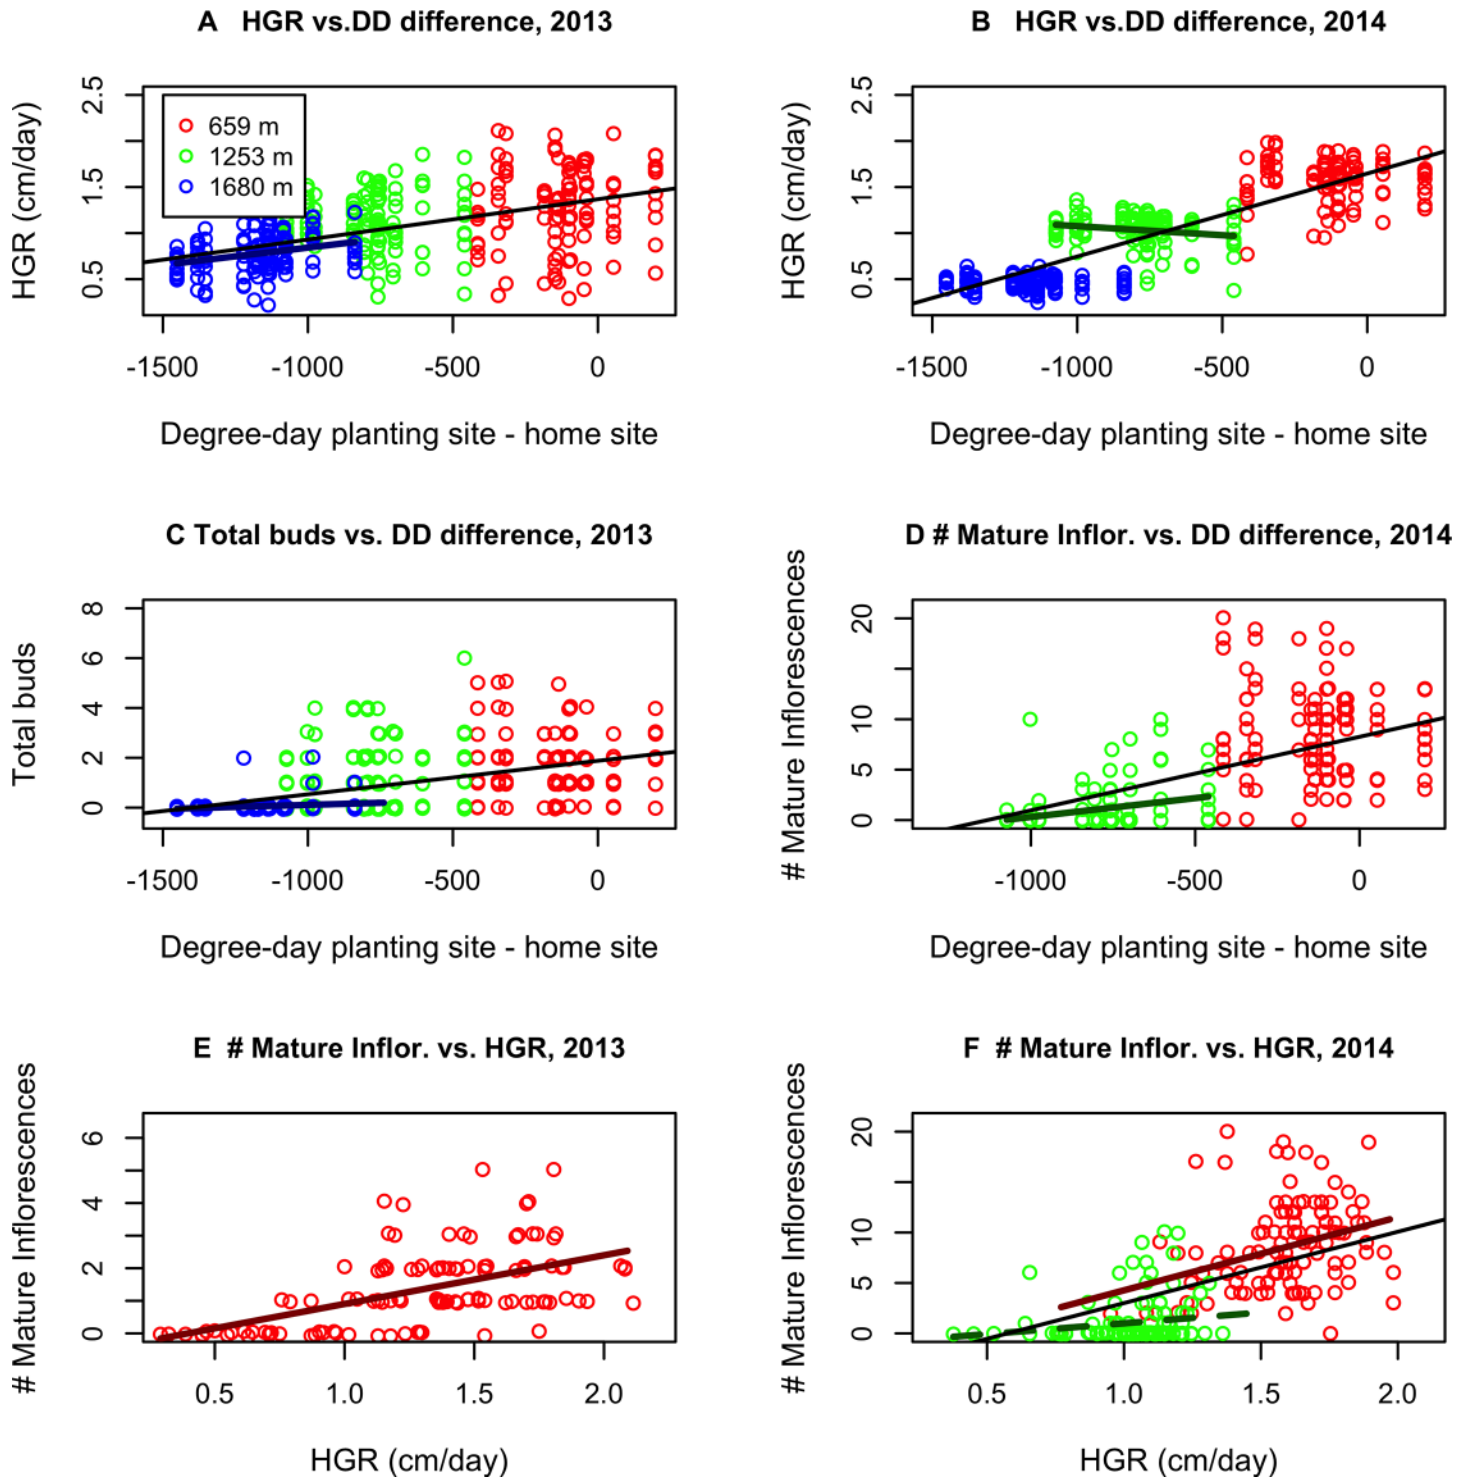 A HGR vs.DD difference, 2013
B HGR vs.DD difference, 2014
HGR (cm/day)
2.5
1.5
0.5
659 m
1253 m
1680 m
-1500 -1000 -500 0
Degree-day planting site - home site
HGR (cm/day)
2.5
1.5
0.5
-1500 -1000 -500 0
Degree-day planting site - home site
C Total buds vs. DD difference, 2013
D # Mature Inflor. vs. DD difference, 2014
Total buds
8
6
4
2
0
-1500 -1000 -500 0
Degree-day planting site - home site
# Mature Inflorescences
20
10
5
0
-1000 -500 0
Degree-day planting site - home site
E # Mature Inflor. vs. HGR, 2013
F # Mature Inflor. vs. HGR, 2014
# Mature Inflorescences
6
4
2
0
0.5 1.0 1.5 2.0
HGR (cm/day)
# Mature Inflorescences
20
10
5
0
0.5 1.0 1.5 2.0
HGR (cm/day)